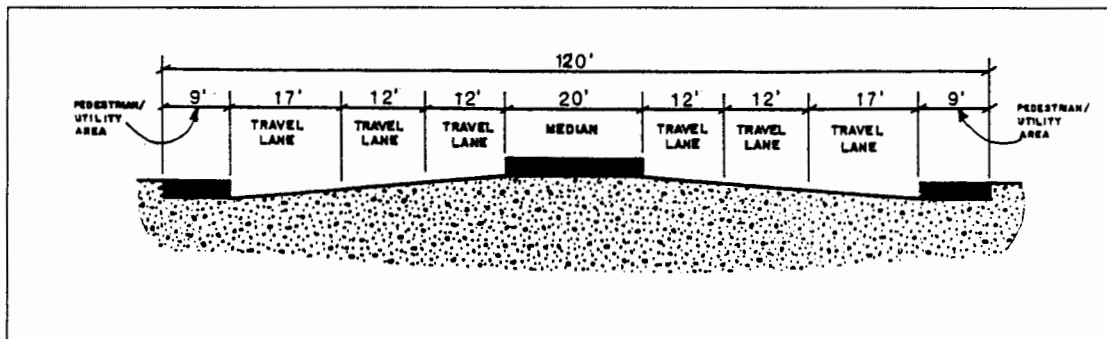 120'
9' 17' 12' 12' 20' 12' 12' 17' 9'
PEDESTRIAN/
UTILITY
AREA
TRAVEL
LANE
TRAVEL
LANE
TRAVEL
LANE
MEDIAN
TRAVEL
LANE
TRAVEL
LANE
TRAVEL
LANE
PEDESTRIAN/
UTILITY
AREA